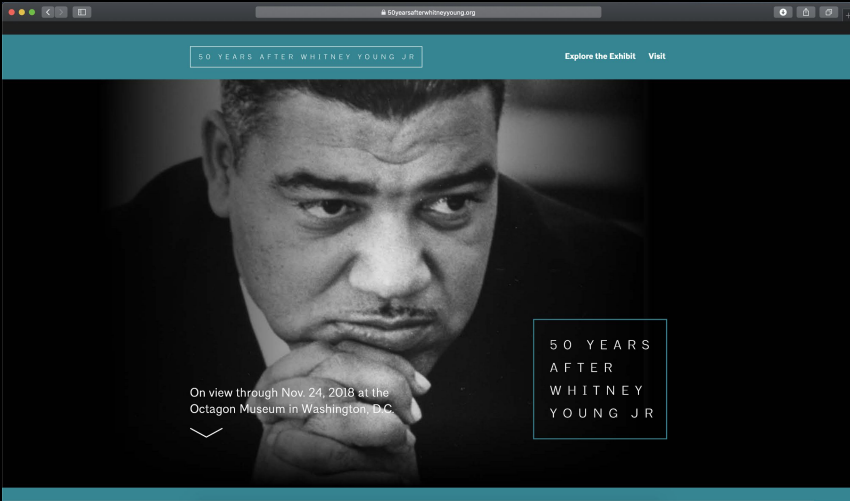 50yearsafterwhitneyyoung.org
50 YEARS AFTER WHITNEY YOUNG JR
Explore the Exhibit
Visit
On view through Nov. 24, 2018 at the
Octagon Museum in Washington, D.C.
50 YEARS
AFTER
WHITNEY
YOUNG JR